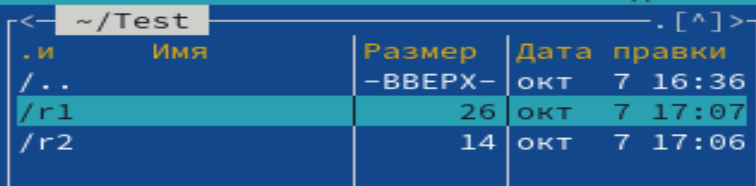 <─ ~/Test ─.[^]>
.и Имя Размер Дата правки
/.. -ВВЕРХ- окт 7 16:36
/r1 26 окт 7 17:07
/r2 14 окт 7 17:06